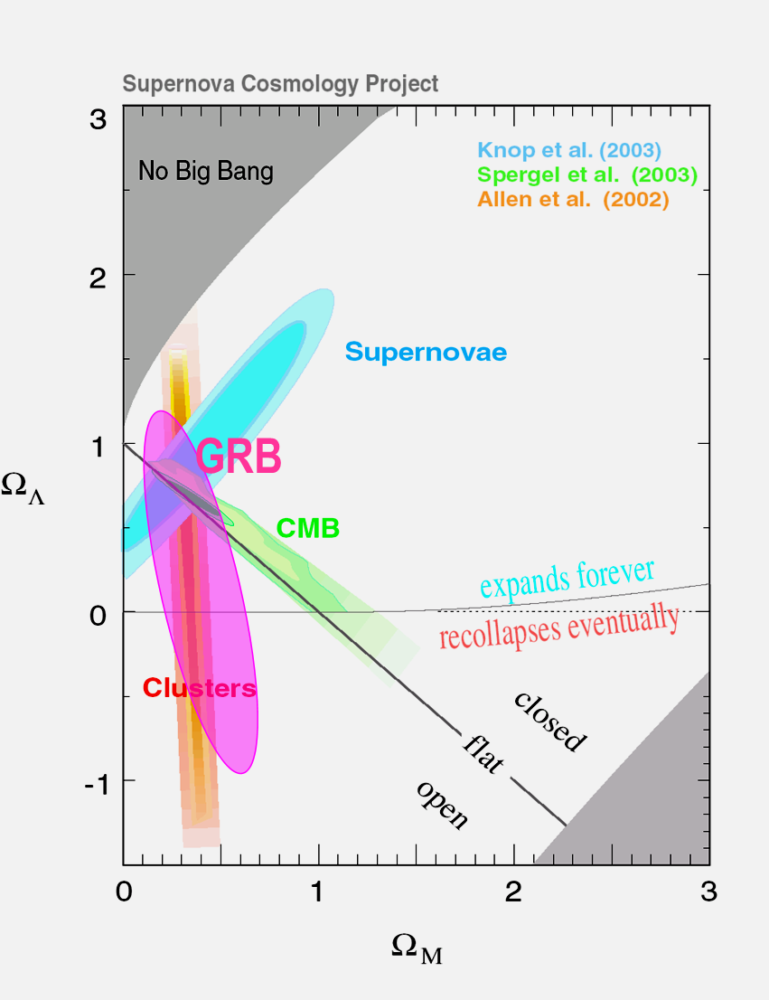 Supernova Cosmology Project
3
No Big Bang
Knop et al. (2003)
Spergel et al. (2003)
Allen et al. (2002)
2
Supernovae
1
GRB
Ω_Λ
CMB
expands forever
0
recollapses eventually
Clusters
closed
flat
-1
open
0 1 2 3
Ω_M